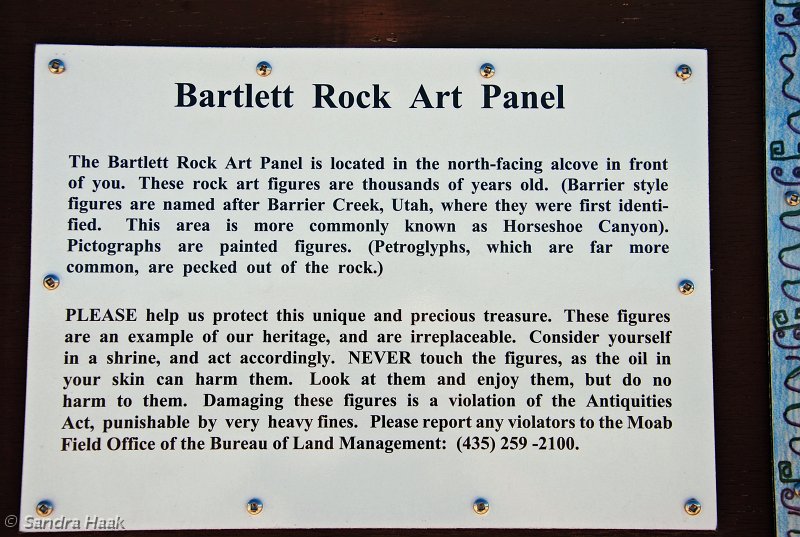 Bartlett Rock Art Panel
The Bartlett Rock Art Panel is located in the north-facing alcove in front
of you. These rock art figures are thousands of years old. (Barrier style
figures are named after Barrier Creek, Utah, where they were first identi-
fied. This area is more commonly known as Horseshoe Canyon).
Pictographs are painted figures. (Petroglyphs, which are far more
common, are pecked out of the rock.)
PLEASE help us protect this unique and precious treasure. These figures
are an example of our heritage, and are irreplaceable. Consider yourself
in a shrine, and act accordingly. NEVER touch the figures, as the oil in
your skin can harm them. Look at them and enjoy them, but do no
harm to them. Damaging these figures is a violation of the Antiquities
Act, punishable by very heavy fines. Please report any violators to the Moab
Field Office of the Bureau of Land Management: (435) 259 -2100.
© Sandra Haak